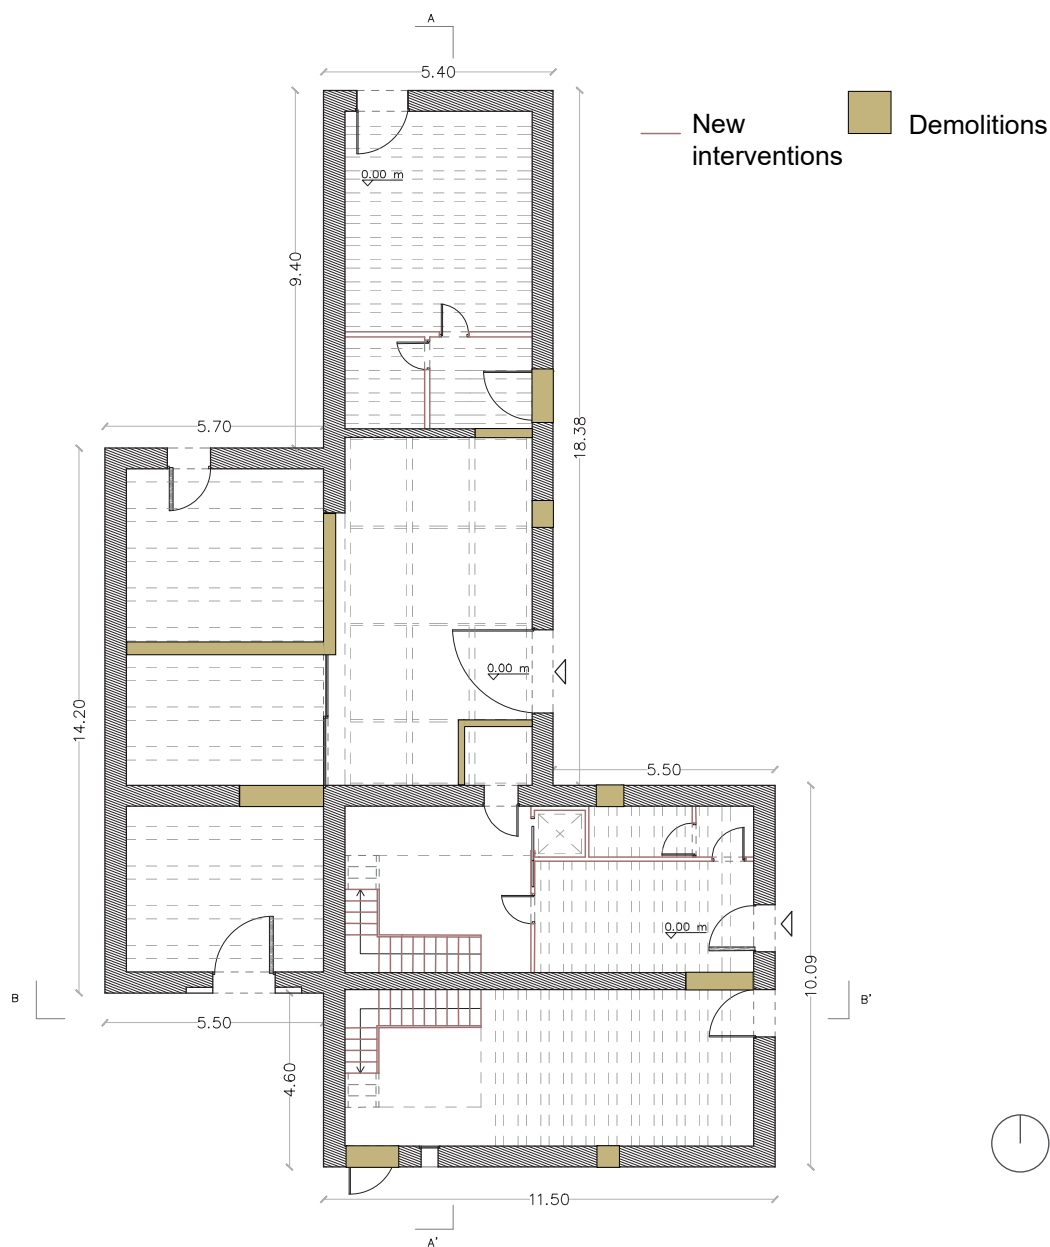 A
5.40
New
interventions
Demolitions
0.00 m
9.40
18.38
5.70
0.00 m
14.20
5.50
0.00 m
10.09
B
B'
5.50
4.60
11.50
A'